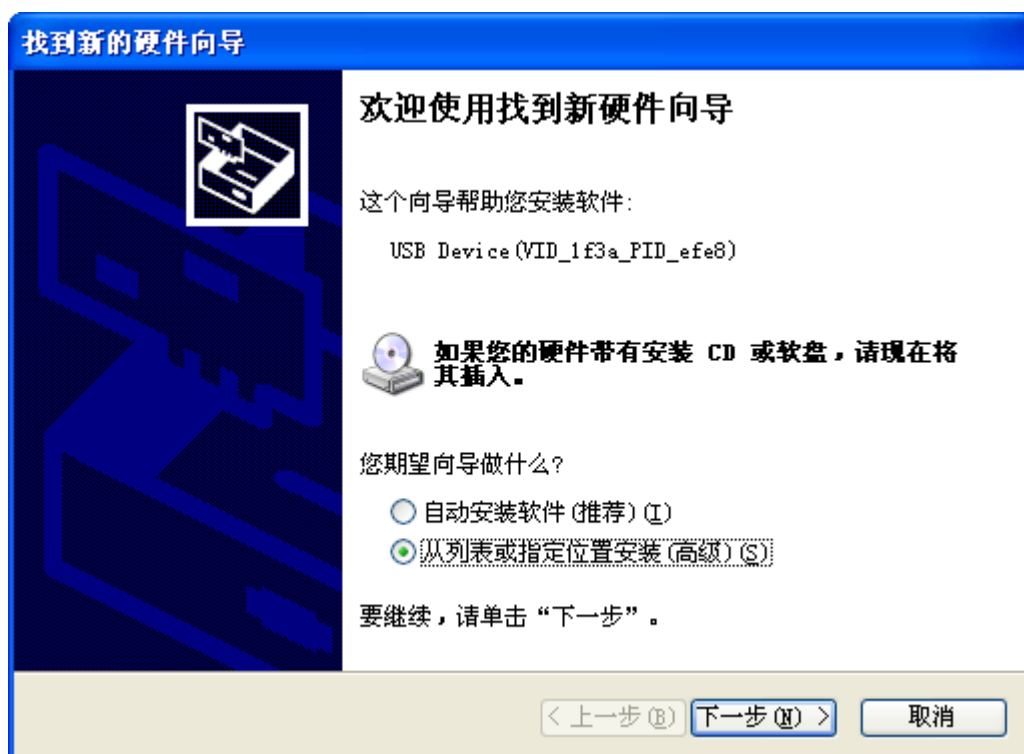 找到新的硬件向导
欢迎使用找到新硬件向导
这个向导帮助您安装软件:
USB Device(VID_1f3a_PID_efe8)
如果您的硬件带有安装 CD 或软盘，请现在将
其插入。
您期望向导做什么?
自动安装软件(推荐)(I)
从列表或指定位置安装(高级)(S)
要继续，请单击“下一步”。
< 上一步(B) 下一步(N) > 取消